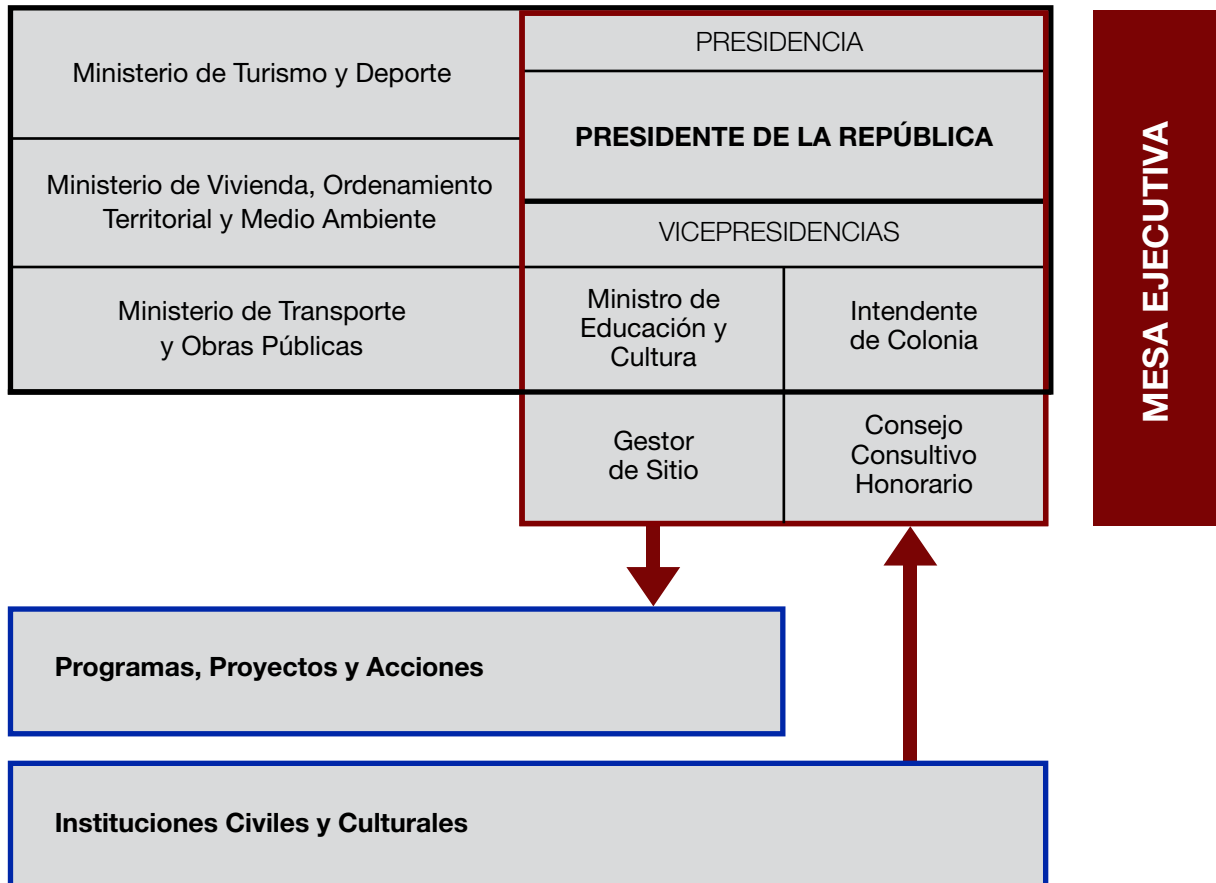 Ministerio de Turismo y Deporte
Ministerio de Vivienda, Ordenamiento
Territorial y Medio Ambiente
Ministerio de Transporte
y Obras Públicas
PRESIDENCIA
PRESIDENTE DE LA REPÚBLICA
VICEPRESIDENCIAS
Ministro de
Educación y
Cultura
Intendente
de Colonia
Gestor
de Sitio
Consejo
Consultivo
Honorario
MESA EJECUTIVA
Programas, Proyectos y Acciones
Instituciones Civiles y Culturales